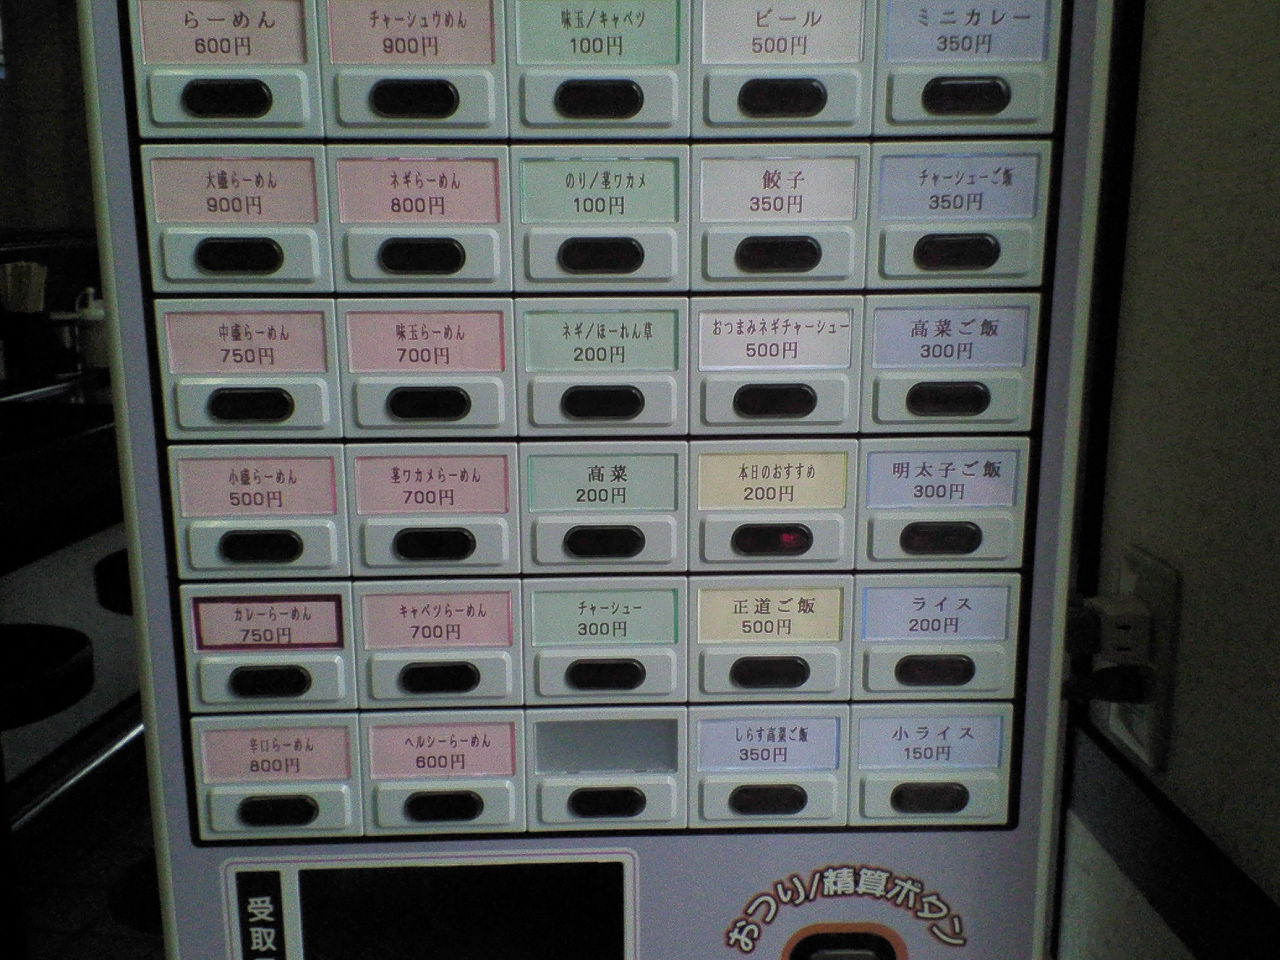 らーめん
600円
チャーシュウめん
900円
味玉/キャベツ
100円
ビール
500円
ミニカレー
350円
大盛らーめん
900円
ネギらーめん
800円
のり/茎ワカメ
100円
餃子
350円
チャーシューご飯
350円
中盛らーめん
750円
味玉らーめん
700円
ネギ/ほーれん草
200円
おつまみネギチャーシュー
500円
高菜ご飯
300円
小盛らーめん
500円
茎ワカメらーめん
700円
高菜
200円
本日のおすすめ
200円
明太子ご飯
300円
カレーらーめん
750円
キャベツらーめん
700円
チャーシュー
300円
正道ご飯
500円
ライス
200円
辛口らーめん
800円
ヘルシーらーめん
600円
しらす高菜ご飯
350円
小ライス
150円
受取
おつり/精算ボタン